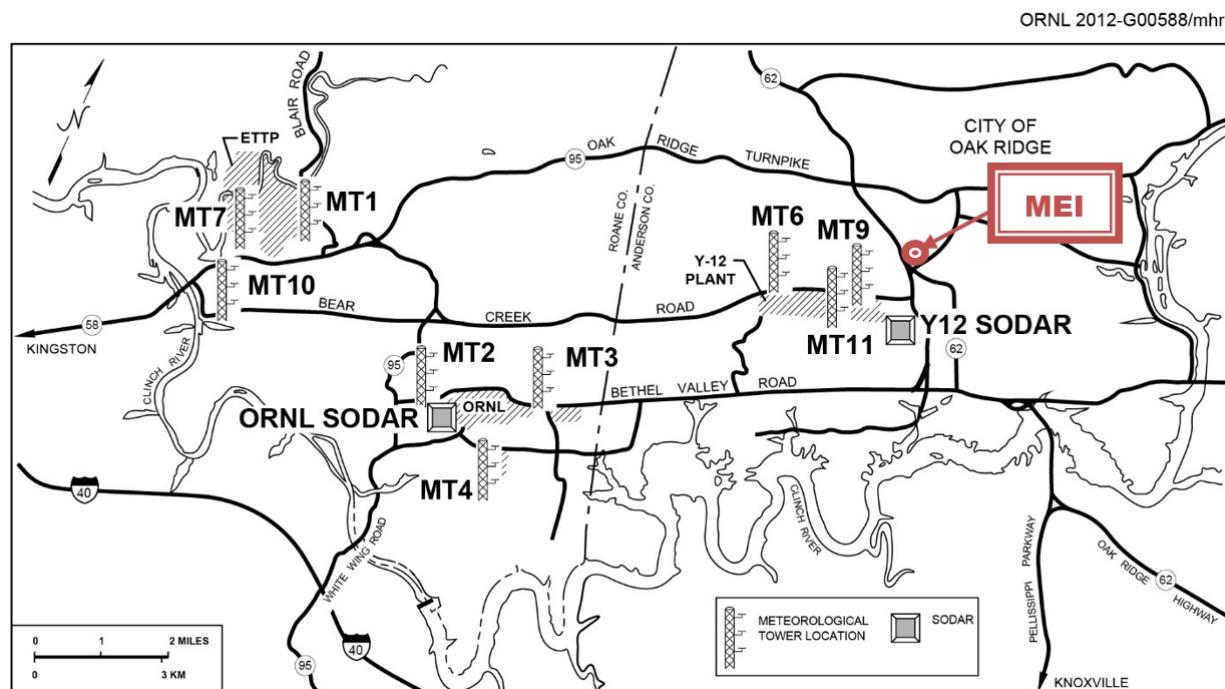 ORNL 2012-G00588/mhr
N
BLAIR ROAD
ETTP
MT7
MT1
MT10
95
OAK RIDGE TURNPIKE
62
CITY OF
OAK RIDGE
MEI
ROANE CO.
ANDERSON CO.
MT6
MT9
Y-12
PLANT
MT11
Y12 SODAR
58
KINGSTON
BEAR CREEK ROAD
CLINCH RIVER
95
MT2
MT3
62
BETHEL VALLEY ROAD
ORNL SODAR
ORNL
MT4
40
WHITE WING ROAD
CLINCH RIVER
PELLISSIPPI PARKWAY
OAK RIDGE HIGHWAY
62
METEOROLOGICAL
TOWER LOCATION
SODAR
0 1 2 MILES
0 3 KM
95
40
KNOXVILLE